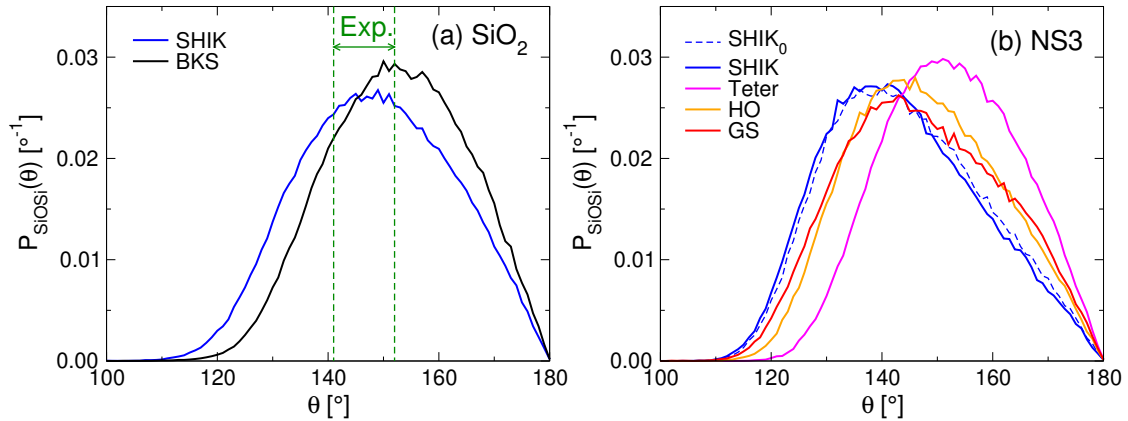 Exp.
(a) SiO2
SHIK
BKS
PSiOSi(θ) [°-1]
0.03
0.02
0.01
0.00
100 120 140 160 180
θ [°]
(b) NS3
SHIK0
SHIK
Teter
HO
GS
PSiOSi(θ) [°-1]
0.03
0.02
0.01
0.00
100 120 140 160 180
θ [°]